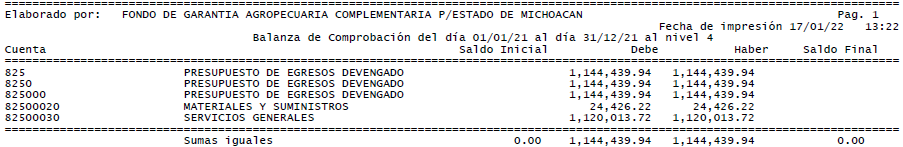 Elaborado por: FONDO DE GARANTIA AGROPECUARIA COMPLEMENTARIA P/ESTADO DE MICHOACAN Pag. 1
Fecha de impresión 17/01/22 13:22
Balanza de Comprobación del día 01/01/21 al día 31/12/21 al nivel 4
Cuenta Saldo Inicial Debe Haber Saldo Final
825 PRESUPUESTO DE EGRESOS DEVENGADO 1,144,439.94 1,144,439.94
8250 PRESUPUESTO DE EGRESOS DEVENGADO 1,144,439.94 1,144,439.94
825000 PRESUPUESTO DE EGRESOS DEVENGADO 1,144,439.94 1,144,439.94
82500020 MATERIALES Y SUMINISTROS 24,426.22 24,426.22
82500030 SERVICIOS GENERALES 1,120,013.72 1,120,013.72
Sumas iguales 0.00 1,144,439.94 1,144,439.94 0.00